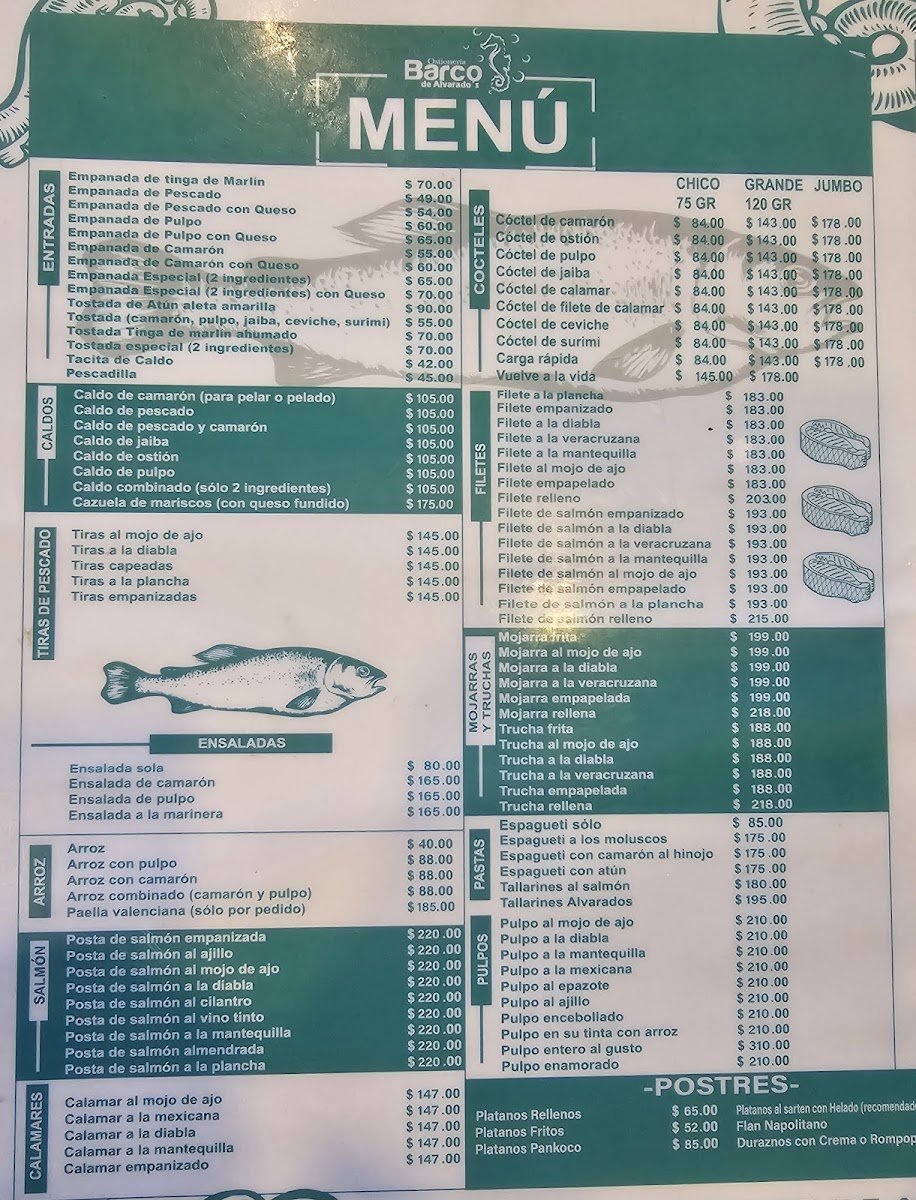 Ostionería
Barco
de Alvarado's
MENÚ
ENTRADAS
Empanada de tinga de Marlín $ 70.00
Empanada de Pescado $ 49.00
Empanada de Pescado con Queso $ 54.00
Empanada de Pulpo $ 60.00
Empanada de Pulpo con Queso $ 65.00
Empanada de Camarón $ 55.00
Empanada de Camarón con Queso $ 60.00
Empanada Especial (2 ingredientes) $ 65.00
Empanada Especial (2 ingredientes) con Queso $ 70.00
Tostada de Atún aleta amarilla $ 90.00
Tostada (camarón, pulpo, jaiba, ceviche, surimi) $ 55.00
Tostada Tinga de marlin ahumado $ 70.00
Tostada especial (2 ingredientes) $ 70.00
Tacita de Caldo $ 42.00
Pescadilla $ 45.00
CALDOS
Caldo de camarón (para pelar o pelado) $ 105.00
Caldo de pescado $ 105.00
Caldo de pescado y camarón $ 105.00
Caldo de jaiba $ 105.00
Caldo de ostión $ 105.00
Caldo de pulpo $ 105.00
Caldo combinado (sólo 2 ingredientes) $ 105.00
Cazuela de mariscos (con queso fundido) $ 175.00
TIRAS DE PESCADO
Tiras al mojo de ajo $ 145.00
Tiras a la diabla $ 145.00
Tiras capeadas $ 145.00
Tiras a la plancha $ 145.00
Tiras empanizadas $ 145.00
ENSALADAS
Ensalada sola $ 80.00
Ensalada de camarón $ 165.00
Ensalada de pulpo $ 165.00
Ensalada a la marinera $ 165.00
ARROZ
Arroz $ 40.00
Arroz con pulpo $ 88.00
Arroz con camarón $ 88.00
Arroz combinado (camarón y pulpo) $ 88.00
Paella valenciana (sólo por pedido) $ 185.00
SALMÓN
Posta de salmón empanizada $ 220.00
Posta de salmón al ajillo $ 220.00
Posta de salmón al mojo de ajo $ 220.00
Posta de salmón a la diabla $ 220.00
Posta de salmón al cilantro $ 220.00
Posta de salmón al vino tinto $ 220.00
Posta de salmón a la mantequilla $ 220.00
Posta de salmón almendrada $ 220.00
Posta de salmón a la plancha $ 220.00
CALAMARES
Calamar al mojo de ajo $ 147.00
Calamar a la mexicana $ 147.00
Calamar a la diabla $ 147.00
Calamar a la mantequilla $ 147.00
Calamar empanizado $ 147.00
COCTELES
CHICO GRANDE JUMBO
75 GR 120 GR
Cóctel de camarón $ 84.00 $ 143.00 $ 178 .00
Cóctel de ostión $ 84.00 $ 143.00 $ 178 .00
Cóctel de pulpo $ 84.00 $ 143.00 $ 178 .00
Cóctel de jaiba $ 84.00 $ 143.00 $ 178 .00
Cóctel de calamar $ 84.00 $ 143.00 $ 178 .00
Cóctel de filete de calamar $ 84.00 $ 143.00 $ 178 .00
Cóctel de ceviche $ 84.00 $ 143.00 $ 178 .00
Cóctel de surimi $ 84.00 $ 143.00 $ 178 .00
Carga rápida $ 84.00 $ 143.00 $ 178 .00
Vuelve a la vida $ 145.00 $ 178.00
FILETES
Filete a la plancha $ 183.00
Filete empanizado $ 183.00
Filete a la diabla $ 183.00
Filete a la veracruzana $ 183.00
Filete a la mantequilla $ 183.00
Filete al mojo de ajo $ 183.00
Filete empapelado $ 183.00
Filete relleno $ 203.00
Filete de salmón empanizado $ 193.00
Filete de salmón a la diabla $ 193.00
Filete de salmón a la veracruzana $ 193.00
Filete de salmón a la mantequilla $ 193.00
Filete de salmón al mojo de ajo $ 193.00
Filete de salmón empapelado $ 193.00
Filete de salmón a la plancha $ 193.00
Filete de salmón relleno $ 215.00
MOJARRAS
Y TRUCHAS
Mojarra frita $ 199.00
Mojarra al mojo de ajo $ 199.00
Mojarra a la diabla $ 199.00
Mojarra a la veracruzana $ 199.00
Mojarra empapelada $ 199.00
Mojarra rellena $ 218.00
Trucha frita $ 188.00
Trucha al mojo de ajo $ 188.00
Trucha a la diabla $ 188.00
Trucha a la veracruzana $ 188.00
Trucha empapelada $ 188.00
Trucha rellena $ 218.00
PASTAS
Espagueti sólo $ 85.00
Espagueti a los moluscos $ 175.00
Espagueti con camarón al hinojo $ 175.00
Espagueti con atún $ 175.00
Tallarines al salmón $ 180.00
Tallarines Alvarados $ 195.00
PULPOS
Pulpo al mojo de ajo $ 210.00
Pulpo a la diabla $ 210.00
Pulpo a la mantequilla $ 210.00
Pulpo a la mexicana $ 210.00
Pulpo al epazote $ 210.00
Pulpo al ajillo $ 210.00
Pulpo encebollado $ 210.00
Pulpo en su tinta con arroz $ 210.00
Pulpo entero al gusto $ 310.00
Pulpo enamorado $ 210.00
-POSTRES-
Platanos Rellenos $ 65.00 Platanos al sarten con Helado (recomendad
Platanos Fritos $ 52.00 Flan Napolitano
Platanos Pankoco $ 85.00 Duraznos con Crema o Rompop